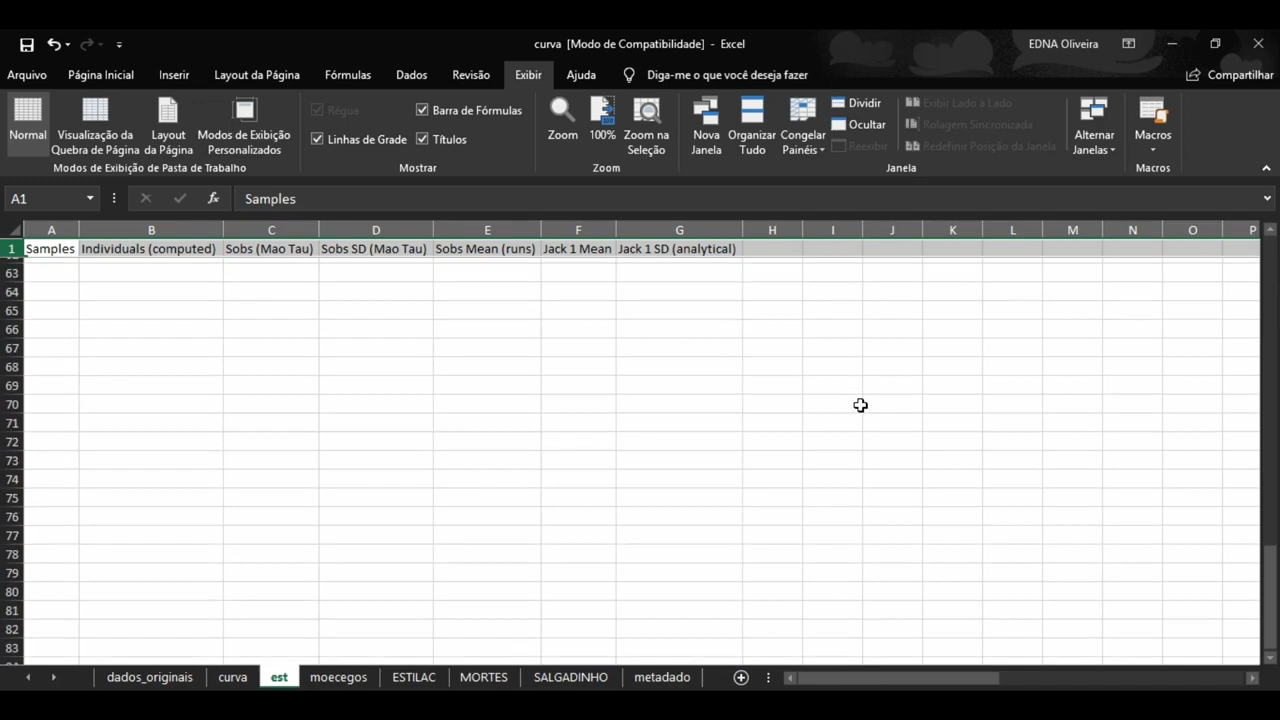 curva [Modo de Compatibilidade] - Excel
EDNA Oliveira
Arquivo
Página Inicial
Inserir
Layout da Página
Fórmulas
Dados
Revisão
Exibir
Ajuda
Diga-me o que você deseja fazer
Compartilhar
Normal
Visualização da
Quebra de Página
Layout
da Página
Modos de Exibição
Personalizados
Modos de Exibição de Pasta de Trabalho
Régua
Barra de Fórmulas
Linhas de Grade
Títulos
Mostrar
Zoom
100%
Zoom na
Seleção
Zoom
Nova
Janela
Organizar
Tudo
Congelar
Painéis
Dividir
Ocultar
Reexibir
Exibir Lado a Lado
Rolagem Sincronizada
Redefinir Posição da Janela
Janela
Alternar
Janelas
Macros
Macros
A1
fx
Samples
A B C D E F G H I J K L M N O P
1 Samples Individuals (computed) Sobs (Mao Tau) Sobs SD (Mao Tau) Sobs Mean (runs) Jack 1 Mean Jack 1 SD (analytical)
63
64
65
66
67
68
69
70
71
72
73
74
75
76
77
78
79
80
81
82
83
dados_originais curva est moecegos ESTILAC MORTES SALGADINHO metadado